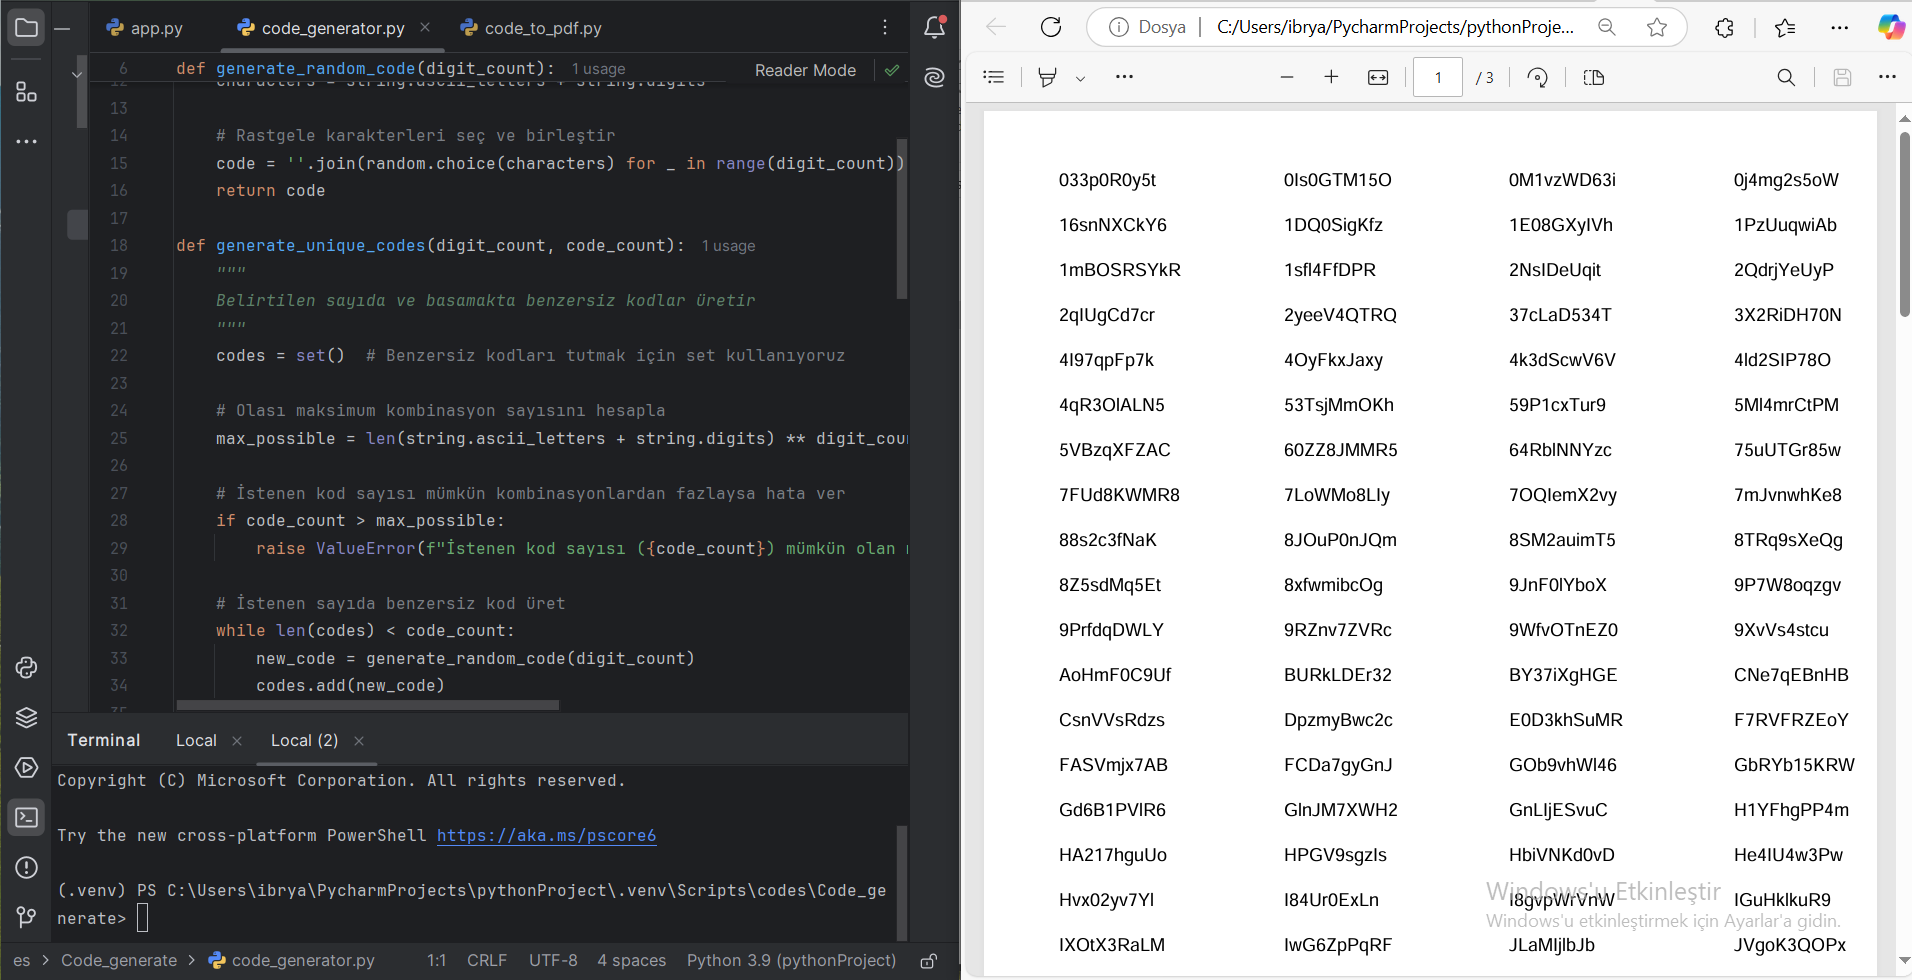 app.py code_generator.py code_to_pdf.py
6 def generate_random_code(digit_count): 1 usage Reader Mode
12 characters = string.ascii_letters + string.digits
13
14 # Rastgele karakterleri seç ve birleştir
15 code = ''.join(random.choice(characters) for _ in range(digit_count))
16 return code
17
18 def generate_unique_codes(digit_count, code_count): 1 usage
19 """
20 Belirtilen sayıda ve basamakta benzersiz kodlar üretir
21 """
22 codes = set() # Benzersiz kodları tutmak için set kullanıyoruz
23
24 # Olası maksimum kombinasyon sayısını hesapla
25 max_possible = len(string.ascii_letters + string.digits) ** digit_cou
26
27 # İstenen kod sayısı mümkün kombinasyonlardan fazlaysa hata ver
28 if code_count > max_possible:
29 raise ValueError(f"İstenen kod sayısı ({code_count}) mümkün olan
30
31 # İstenen sayıda benzersiz kod üret
32 while len(codes) < code_count:
33 new_code = generate_random_code(digit_count)
34 codes.add(new_code)
Terminal Local Local (2)
Copyright (C) Microsoft Corporation. All rights reserved.
Try the new cross-platform PowerShell https://aka.ms/pscore6
(.venv) PS C:\Users\ibrya\PycharmProjects\pythonProject\.venv\Scripts\codes\Code_ge
nerate>
es > Code_generate > code_generator.py 1:1 CRLF UTF-8 4 spaces Python 3.9 (pythonProject)
Dosya C:/Users/ibrya/PycharmProjects/pythonProje...
1 / 3
033p0R0y5t 0Is0GTM15O 0M1vzWD63i 0j4mg2s5oW
16snNXCkY6 1DQ0SigKfz 1E08GXyIVh 1PzUuqwiAb
1mBOSRSYkR 1sfI4FfDPR 2NsIDeUqit 2QdrjYeUyP
2qIUgCd7cr 2yeeV4QTRQ 37cLaD534T 3X2RiDH70N
4I97qpFp7k 4OyFkxJaxy 4k3dScwV6V 4ld2SIP78O
4qR3OlALN5 53TsjMmOKh 59P1cxTur9 5Ml4mrCtPM
5VBzqXFZAC 60ZZ8JMMR5 64RblNNYzc 75uUTGr85w
7FUd8KWMR8 7LoWMo8LIy 7OQIemX2vy 7mJvnwhKe8
88s2c3fNaK 8JOuP0nJQm 8SM2auimT5 8TRq9sXeQg
8Z5sdMq5Et 8xfwmibcOg 9JnF0lYboX 9P7W8oqzgv
9PrfdqDWLY 9RZnv7ZVRc 9WfvOTnEZ0 9XvVs4stcu
AoHmF0C9Uf BURkLDEr32 BY37iXgHGE CNe7qEBnHB
CsnVVsRdzs DpzmyBwc2c E0D3khSuMR F7RVFRZEoY
FASVmjx7AB FCDa7gyGnJ GOb9vhWl46 GbRYb15KRW
Gd6B1PVlR6 GlnJM7XWH2 GnLljESvuC H1YFhgPP4m
HA217hguUo HPGV9sgzIs HbiVNKd0vD He4IU4w3Pw
Hvx02yv7Yl I84Ur0ExLn I8gvpWrVnW IGuHklkuR9
IXOtX3RaLM IwG6ZpPqRF JLaMIjlbJb JVgoK3QOPx
Windows'u Etkinleştir
Windows'u etkinleştirmek için Ayarlar'a gidin.